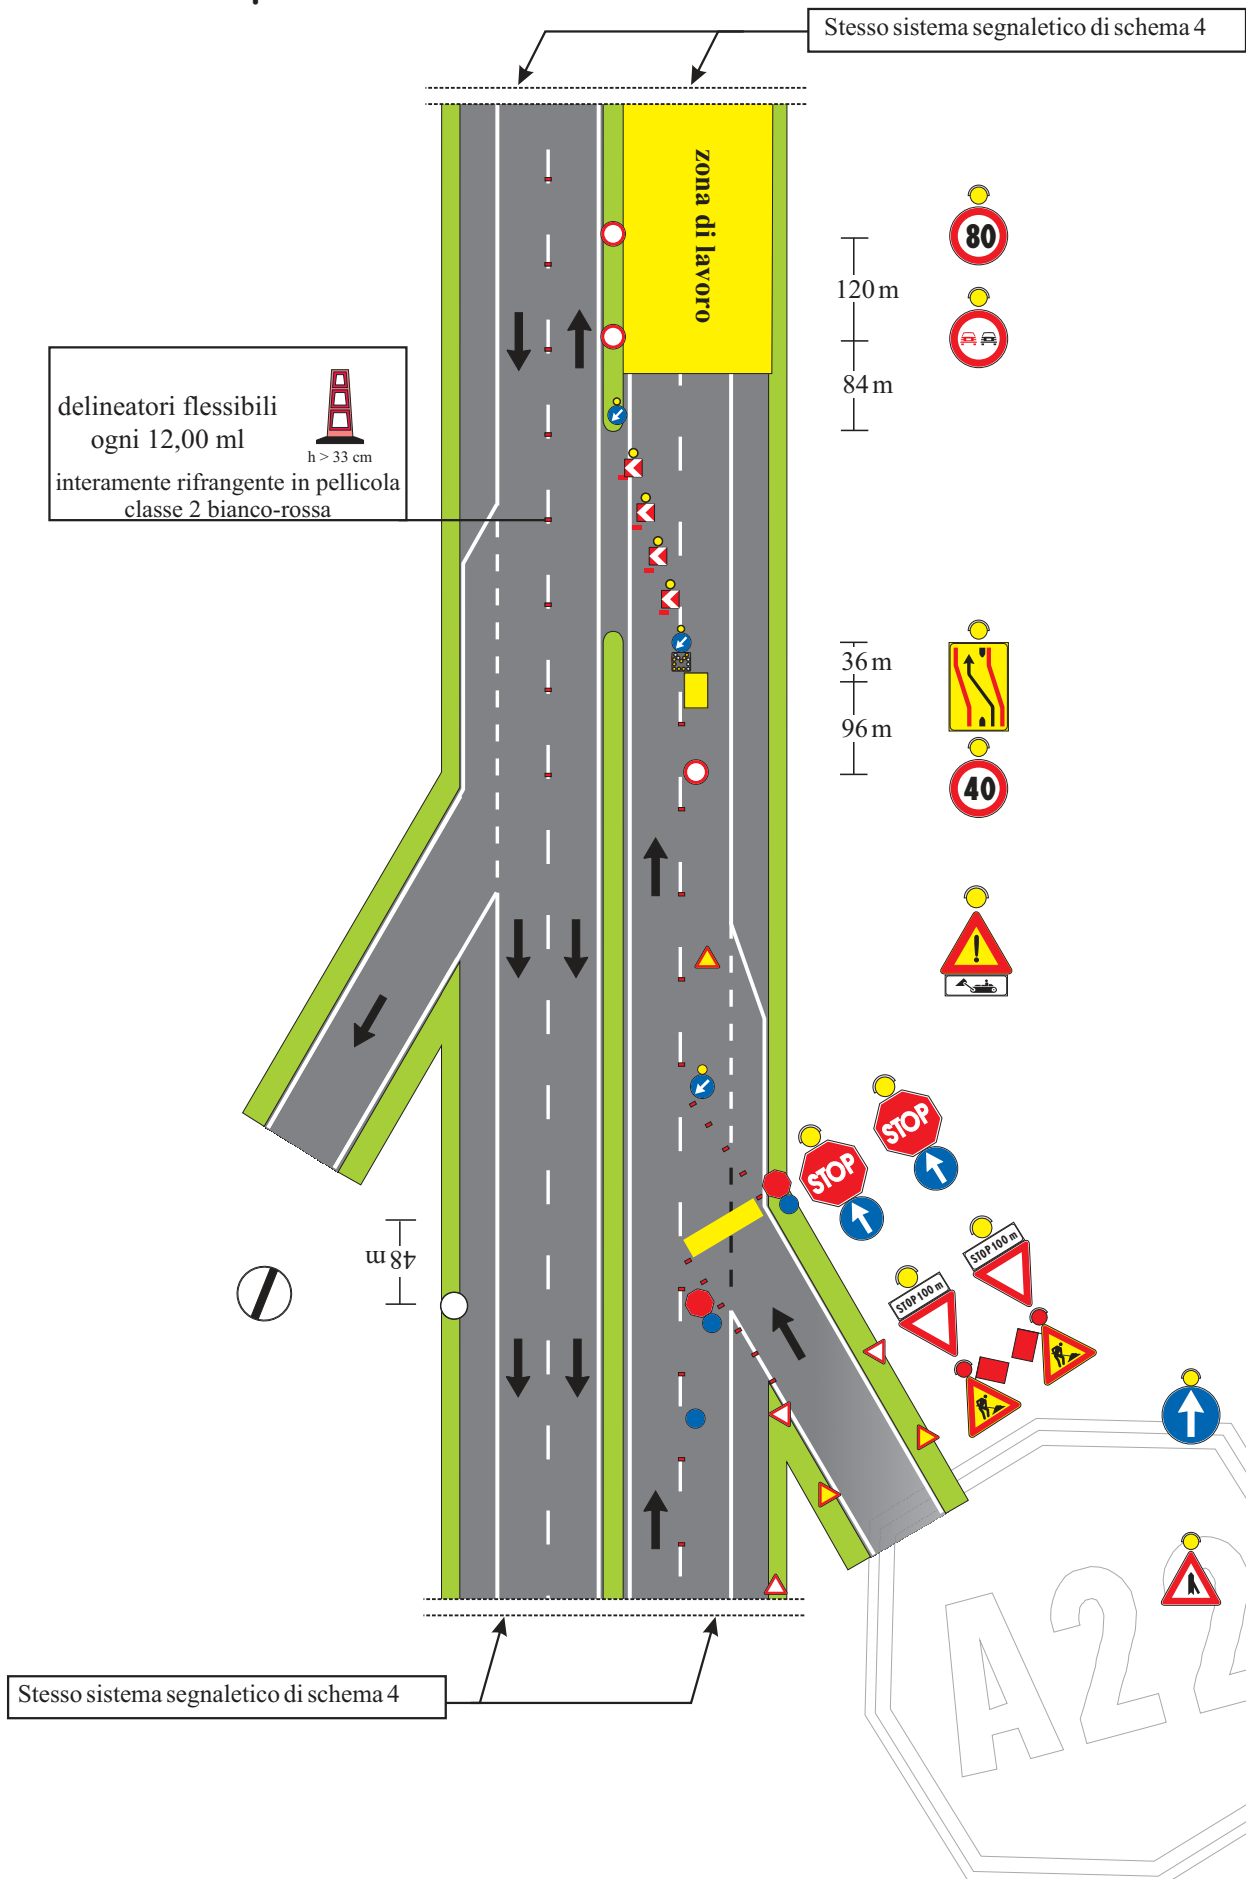 Stesso sistema segnaletico di schema 4
zona di lavoro
80
120 m
84 m
delineatori flessibili
ogni 12,00 ml
h > 33 cm
interamente rifrangente in pellicola
classe 2 bianco-rossa
36 m
96 m
40
STOP
STOP
48 m
STOP 100 m
STOP 100 m
A22
Stesso sistema segnaletico di schema 4